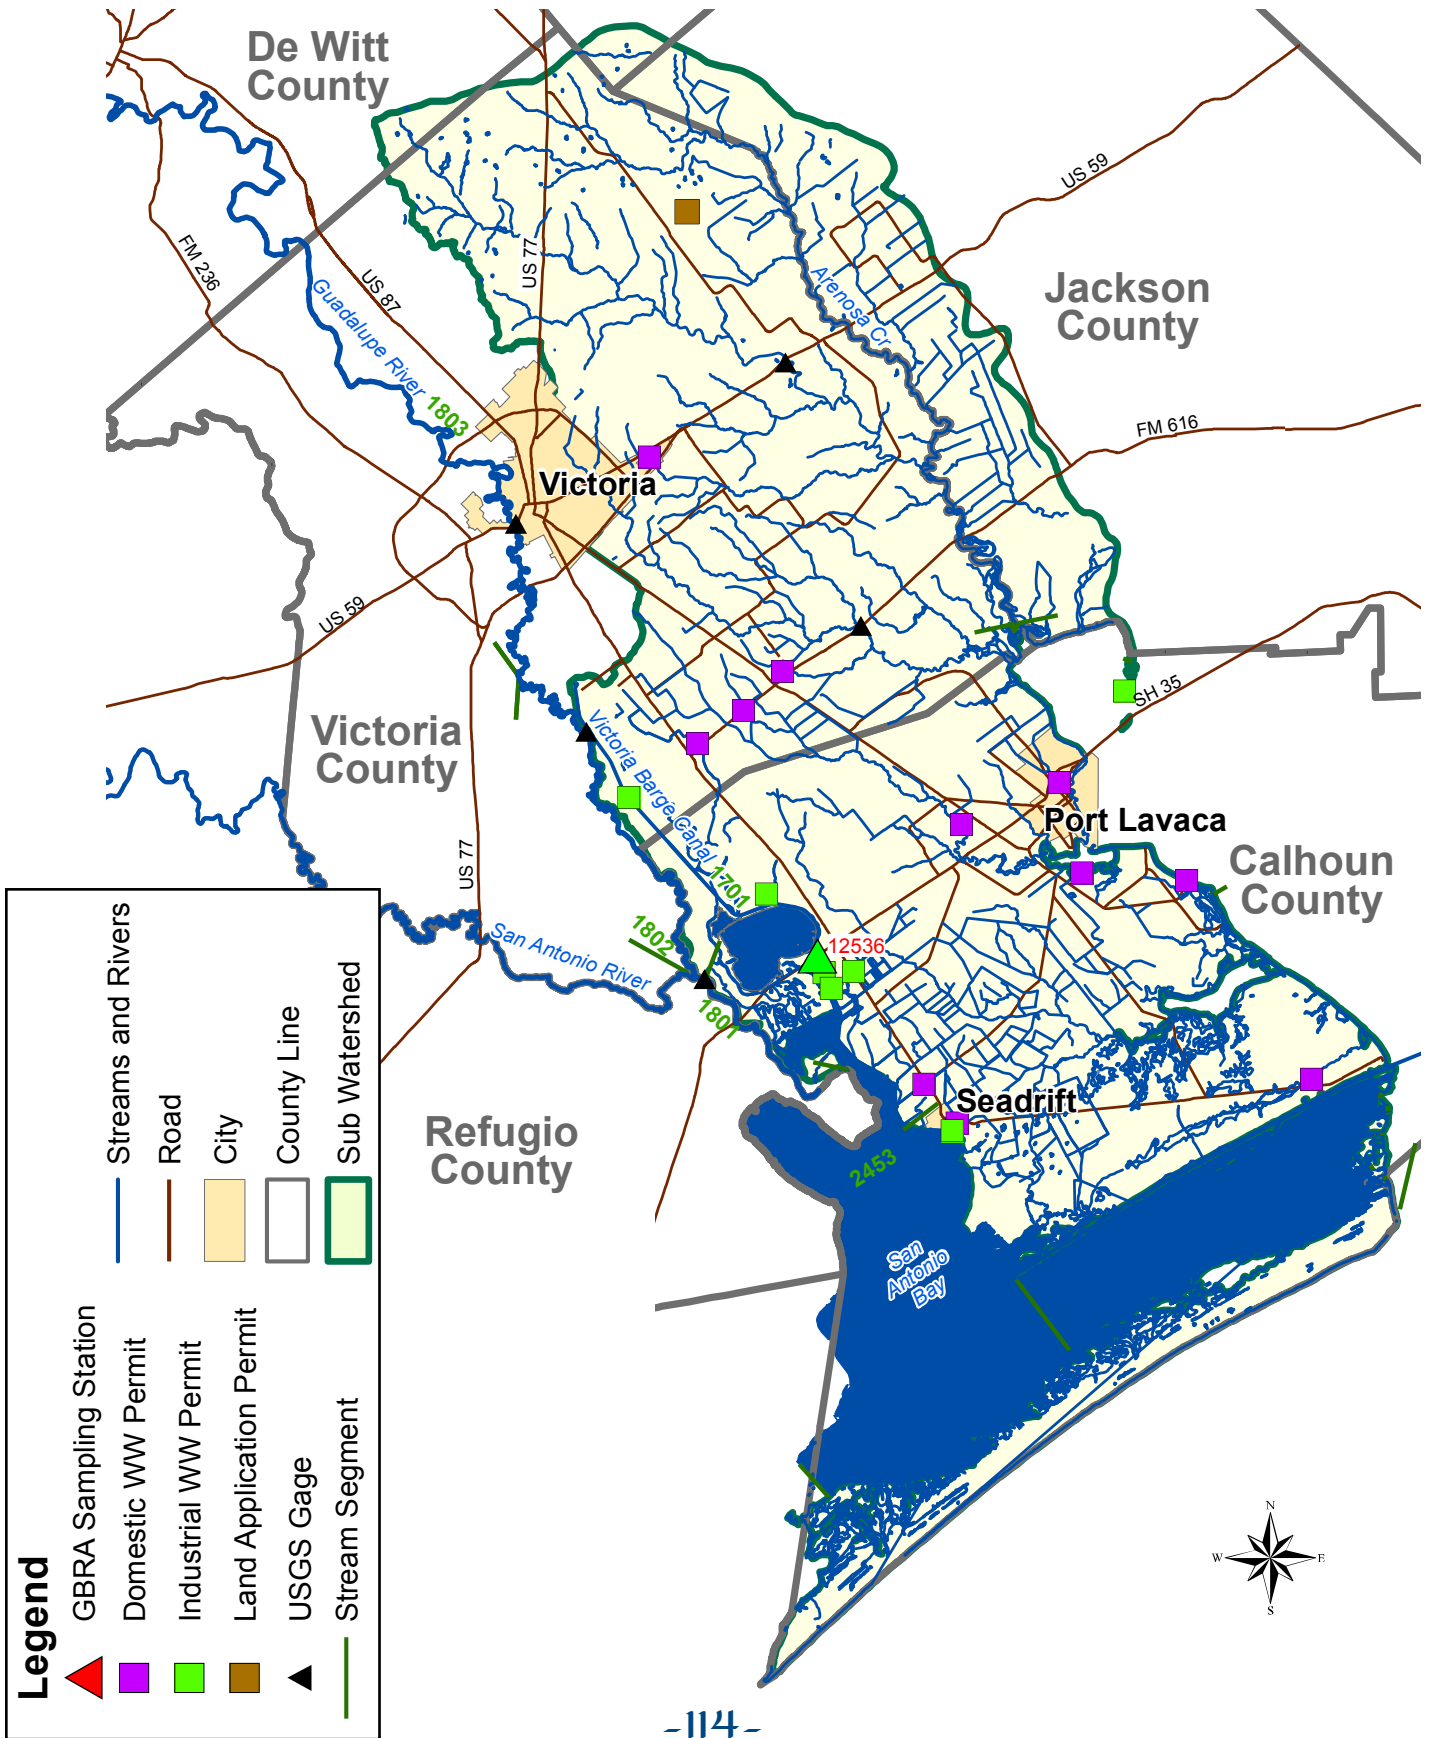 De Witt
County
US 59
FM 236
US 87
US 77
Guadalupe River
Arenosa Cr
Jackson
County
1803
FM 616
Victoria
US 59
SH 35
Victoria
County
Victoria Barge Canal
Port Lavaca
Calhoun
County
US 77
1701
1802
San Antonio River
12536
1801
Seadrift
Refugio
County
2453
San
Antonio
Bay
Legend
GBRA Sampling Station
Domestic WW Permit
Industrial WW Permit
Land Application Permit
USGS Gage
Stream Segment
Streams and Rivers
Road
City
County Line
Sub Watershed
N
W
E
S
-114-